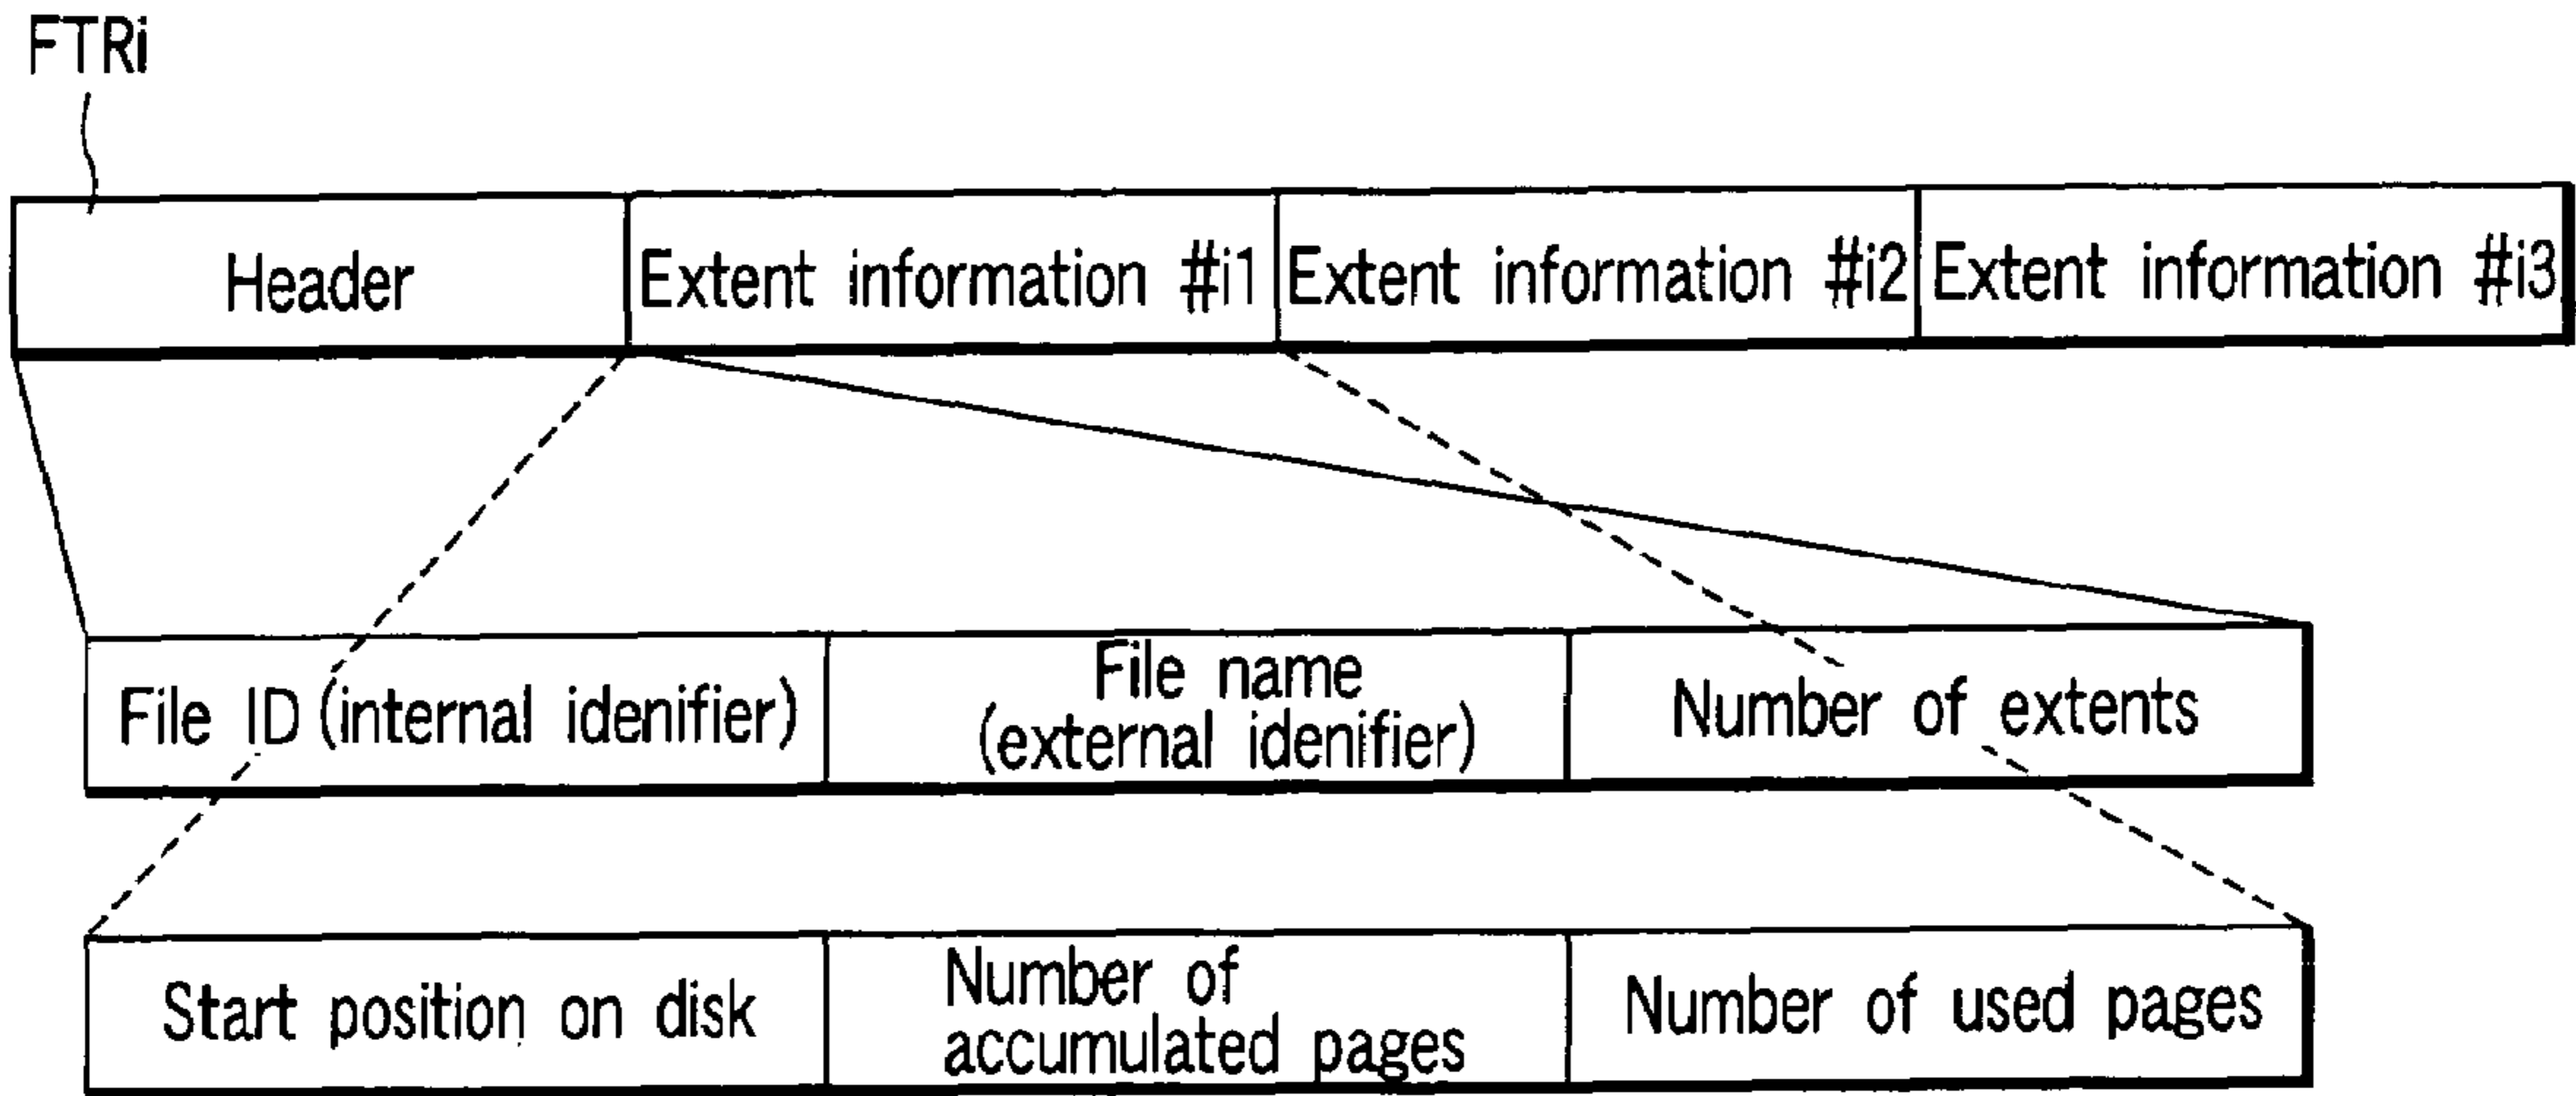 FTRi
Header
Extent information #i1
Extent information #i2
Extent information #i3
File ID (internal idenifier)
File name
(external idenifier)
Number of extents
Start position on disk
Number of
accumulated pages
Number of used pages